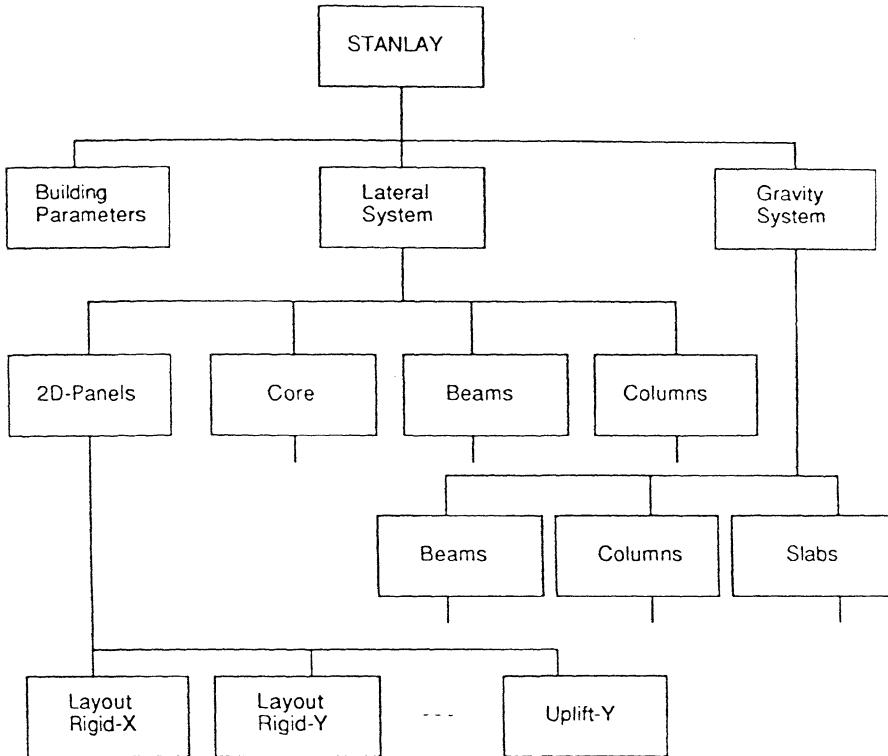 STANLAY
Building
Parameters
Lateral
System
Gravity
System
2D-Panels
Core
Beams
Columns
Beams
Columns
Slabs
Layout
Rigid-X
Layout
Rigid-Y
---
Uplift-Y